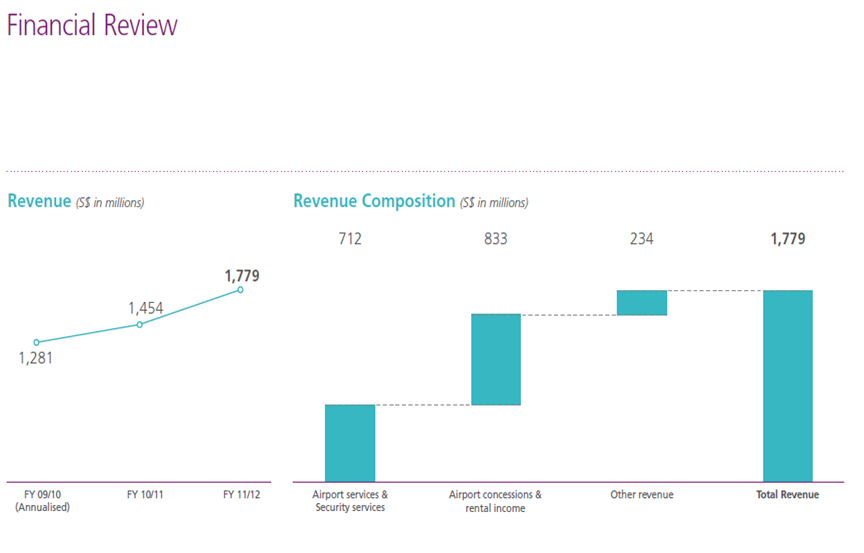 Financial Review
Revenue (S$ in millions)
1,281
1,454
1,779
FY 09/10
(Annualised)
FY 10/11
FY 11/12
Revenue Composition (S$ in millions)
712
833
234
1,779
Airport services &
Security services
Airport concessions &
rental income
Other revenue
Total Revenue